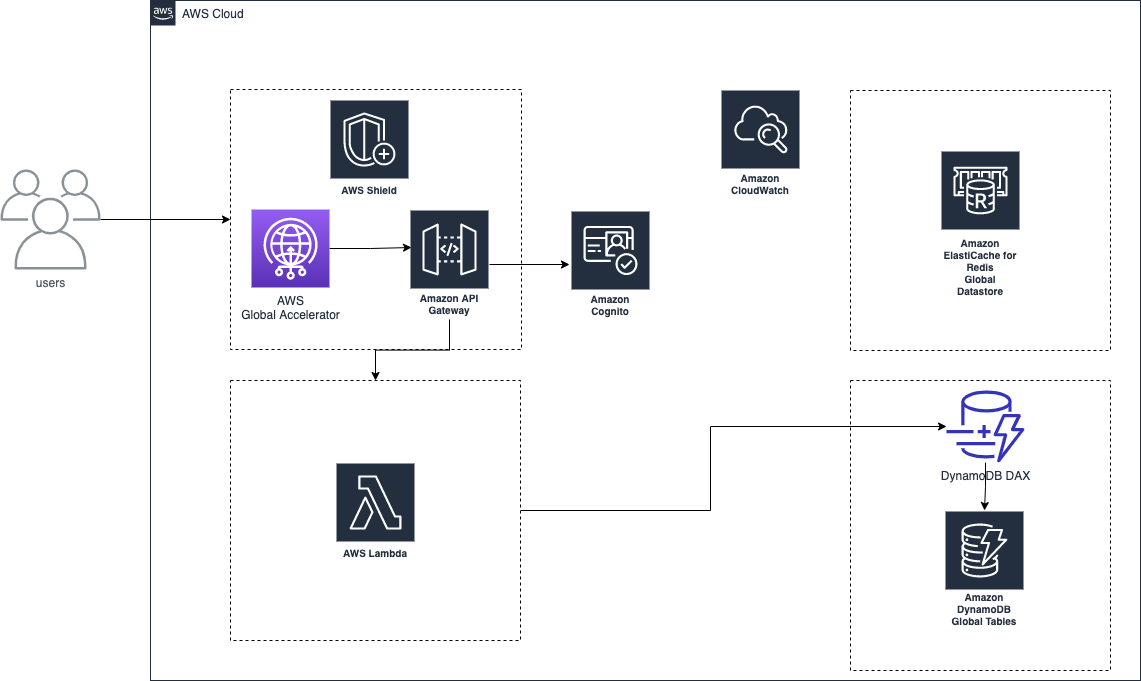 aws
AWS Cloud
AWS Shield
Amazon
CloudWatch
R
users
AWS
Global Accelerator
</>
Amazon API
Gateway
Amazon
Cognito
Amazon
ElastiCache for
Redis
Global
Datastore
AWS Lambda
DynamoDB DAX
Amazon
DynamoDB
Global Tables